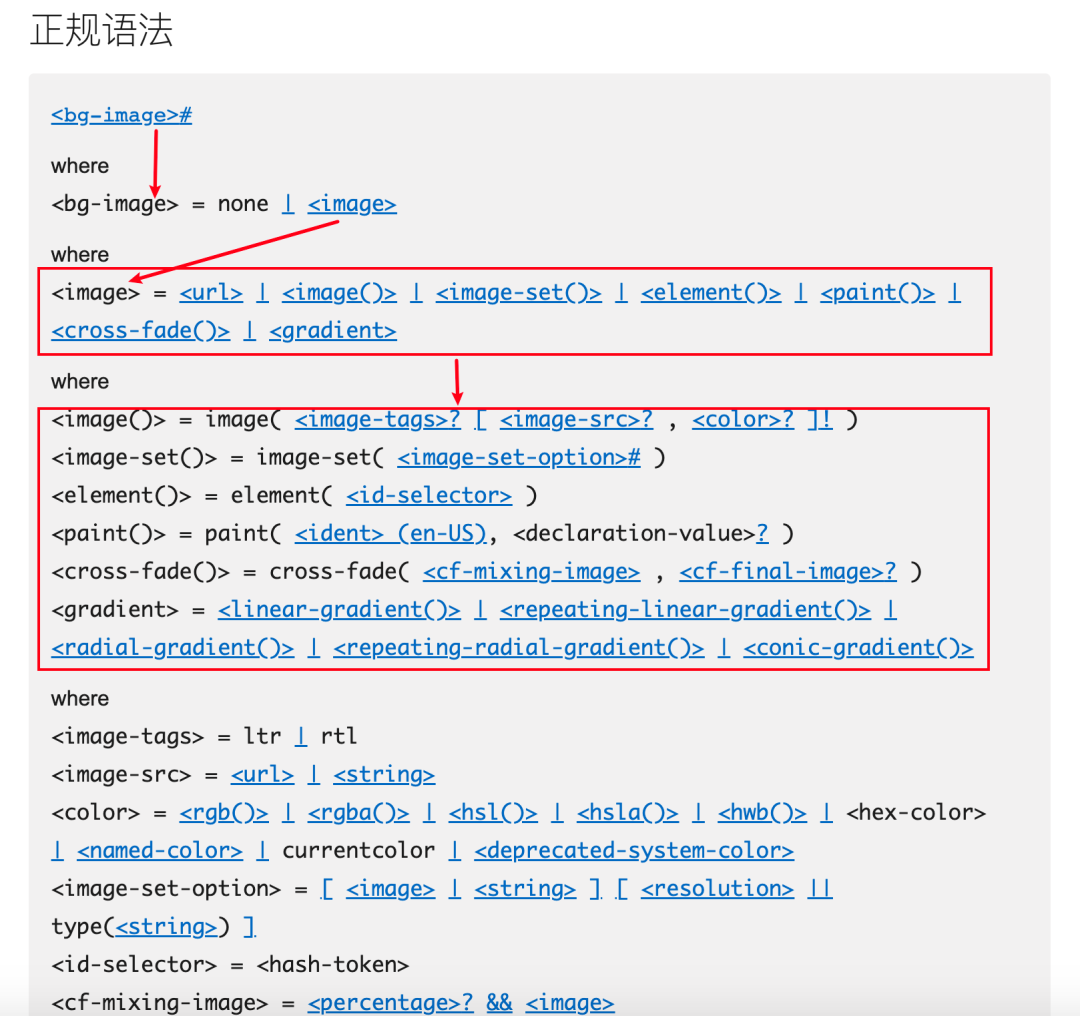 正规语法
<bg-image>#
where
<bg-image> = none | <image>
where
<image> = <url> | <image()> | <image-set()> | <element()> | <paint()> |
<cross-fade()> | <gradient>
where
<image()> = image( <image-tags>? [ <image-src>? , <color>? ]! )
<image-set()> = image-set( <image-set-option># )
<element()> = element( <id-selector> )
<paint()> = paint( <ident> (en-US), <declaration-value>? )
<cross-fade()> = cross-fade( <cf-mixing-image> , <cf-final-image>? )
<gradient> = <linear-gradient()> | <repeating-linear-gradient()> |
<radial-gradient()> | <repeating-radial-gradient()> | <conic-gradient()>
where
<image-tags> = ltr | rtl
<image-src> = <url> | <string>
<color> = <rgb()> | <rgba()> | <hsl()> | <hsla()> | <hwb()> | <hex-color>
| <named-color> | currentcolor | <deprecated-system-color>
<image-set-option> = [ <image> | <string> ] [ <resolution> ||
type(<string>) ]
<id-selector> = <hash-token>
<cf-mixing-image> = <percentage>? && <image>